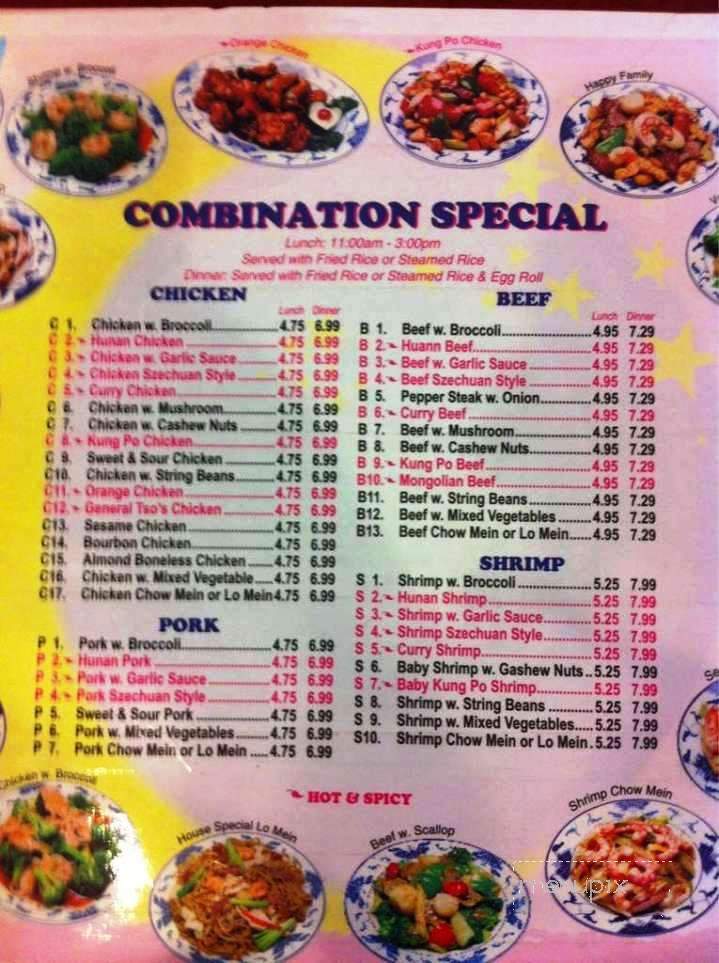 Orange Chicken
Kung Po Chicken
w. Broccoli
Happy Family
COMBINATION SPECIAL
Lunch: 11:00am - 3:00pm
Served with Fried Rice or Steamed Rice
Dinner: Served with Fried Rice or Steamed Rice & Egg Roll
CHICKEN
Lunch Dinner
C 1. Chicken w. Broccoli 4.75 6.99
C 2. Hunan Chicken 4.75 6.99
C 3. Chicken w. Garlic Sauce 4.75 6.99
C 4. Chicken Szechuan Style 4.75 6.99
C 5. Curry Chicken 4.75 6.99
C 6. Chicken w. Mushroom 4.75 6.99
C 7. Chicken w. Cashew Nuts 4.75 6.99
C 8. Kung Po Chicken 4.75 6.99
C 9. Sweet & Sour Chicken 4.75 6.99
C10. Chicken w. String Beans 4.75 6.99
C11. Orange Chicken 4.75 6.99
C12. General Tso's Chicken 4.75 6.99
C13. Sesame Chicken 4.75 6.99
C14. Bourbon Chicken 4.75 6.99
C15. Almond Boneless Chicken 4.75 6.99
C16. Chicken w. Mixed Vegetable 4.75 6.99
C17. Chicken Chow Mein or Lo Mein 4.75 6.99
PORK
P 1. Pork w. Broccoli 4.75 6.99
P 2. Hunan Pork 4.75 6.99
P 3. Pork w. Garlic Sauce 4.75 6.99
P 4. Pork Szechuan Style 4.75 6.99
P 5. Sweet & Sour Pork 4.75 6.99
P 6. Pork w. Mixed Vegetables 4.75 6.99
P 7. Pork Chow Mein or Lo Mein 4.75 6.99
BEEF
Lunch Dinner
B 1. Beef w. Broccoli 4.95 7.29
B 2. Huann Beef 4.95 7.29
B 3. Beef w. Garlic Sauce 4.95 7.29
B 4. Beef Szechuan Style 4.95 7.29
B 5. Pepper Steak w. Onion 4.95 7.29
B 6. Curry Beef 4.95 7.29
B 7. Beef w. Mushroom 4.95 7.29
B 8. Beef w. Cashew Nuts 4.95 7.29
B 9. Kung Po Beef 4.95 7.29
B10. Mongolian Beef 4.95 7.29
B11. Beef w. String Beans 4.95 7.29
B12. Beef w. Mixed Vegetables 4.95 7.29
B13. Beef Chow Mein or Lo Mein 4.95 7.29
SHRIMP
S 1. Shrimp w. Broccoli 5.25 7.99
S 2. Hunan Shrimp 5.25 7.99
S 3. Shrimp w. Garlic Sauce 5.25 7.99
S 4. Shrimp Szechuan Style 5.25 7.99
S 5. Curry Shrimp 5.25 7.99
S 6. Baby Shrimp w. Gashew Nuts 5.25 7.99
S 7. Baby Kung Po Shrimp 5.25 7.99
S 8. Shrimp w. String Beans 5.25 7.99
S 9. Shrimp w. Mixed Vegetables 5.25 7.99
S10. Shrimp Chow Mein or Lo Mein 5.25 7.99
HOT & SPICY
Chicken w. Broccoli
House Special Lo Mein
Beef w. Scallop
Shrimp Chow Mein
menupix